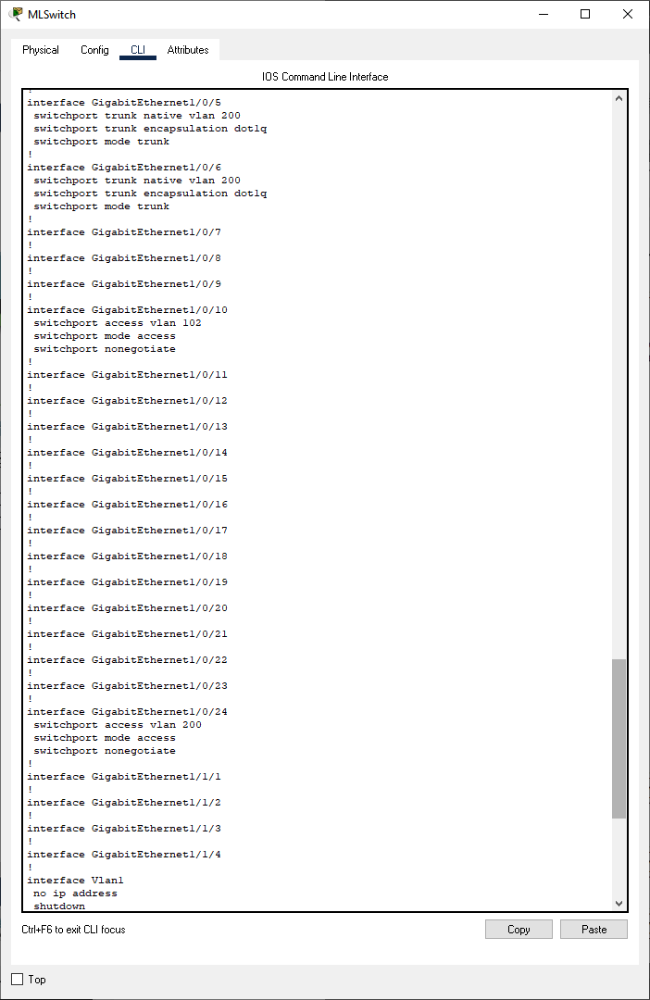 MLSwitch
Physical Config CLI Attributes
IOS Command Line Interface
!
interface GigabitEthernet1/0/5
switchport trunk native vlan 200
switchport trunk encapsulation dot1q
switchport mode trunk
!
interface GigabitEthernet1/0/6
switchport trunk native vlan 200
switchport trunk encapsulation dot1q
switchport mode trunk
!
interface GigabitEthernet1/0/7
!
interface GigabitEthernet1/0/8
!
interface GigabitEthernet1/0/9
!
interface GigabitEthernet1/0/10
switchport access vlan 102
switchport mode access
switchport nonegotiate
!
interface GigabitEthernet1/0/11
!
interface GigabitEthernet1/0/12
!
interface GigabitEthernet1/0/13
!
interface GigabitEthernet1/0/14
!
interface GigabitEthernet1/0/15
!
interface GigabitEthernet1/0/16
!
interface GigabitEthernet1/0/17
!
interface GigabitEthernet1/0/18
!
interface GigabitEthernet1/0/19
!
interface GigabitEthernet1/0/20
!
interface GigabitEthernet1/0/21
!
interface GigabitEthernet1/0/22
!
interface GigabitEthernet1/0/23
!
interface GigabitEthernet1/0/24
switchport access vlan 200
switchport mode access
switchport nonegotiate
!
interface GigabitEthernet1/1/1
!
interface GigabitEthernet1/1/2
!
interface GigabitEthernet1/1/3
!
interface GigabitEthernet1/1/4
!
interface Vlan1
no ip address
shutdown
Ctrl+F6 to exit CLI focus
Copy Paste
Top